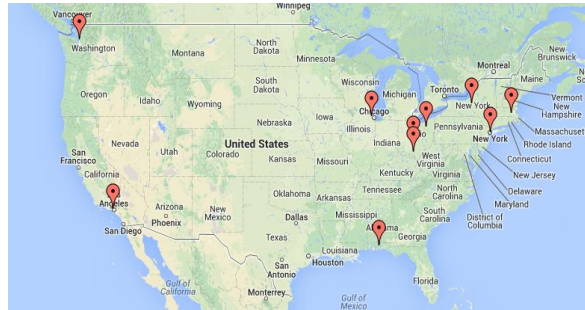 Winnipeg
Vancouver
Washington
Montana
North
Dakota
Minnesota
Montreal
New
Brunswick
Maine
Oregon
Idaho
Wyoming
South
Dakota
Wisconsin
Michigan
Toronto
New York
Vermont
New
Hampshire
Massachuset
Rhode Island
Connecticut
New Jersey
Delaware
Maryland
District of
Columbia
Nevada
Utah
Colorado
Nebraska
Iowa
Chicago
Illinois
Indiana
Pennsylvania
New York
United States
San
Francisco
California
Kansas
Missouri
West
Virginia
Kentucky
Virginia
Angeles
San Diego
Arizona
Phoenix
New
Mexico
Oklahoma
Arkansas
Tennessee
North
Carolina
South
Carolina
Dallas
Mississippi
Georgia
Texas
Louisiana
San
Antonio
Houston
Florida
Gulf of
California
Monterrey
Gulf of
Mexico